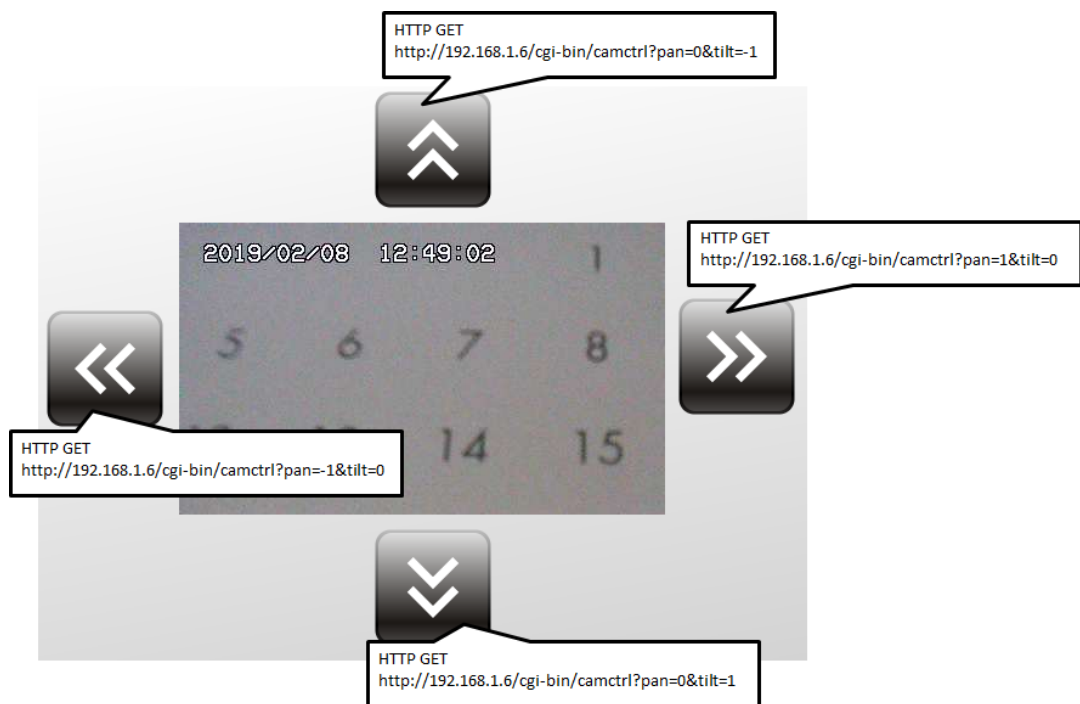 HTTP GET
http://192.168.1.6/cgi-bin/camctrl?pan=0&tilt=-1
HTTP GET
http://192.168.1.6/cgi-bin/camctrl?pan=1&tilt=0
2019/02/08 12:49:02
1
5 6 7 8
14 15
HTTP GET
http://192.168.1.6/cgi-bin/camctrl?pan=-1&tilt=0
HTTP GET
http://192.168.1.6/cgi-bin/camctrl?pan=0&tilt=1